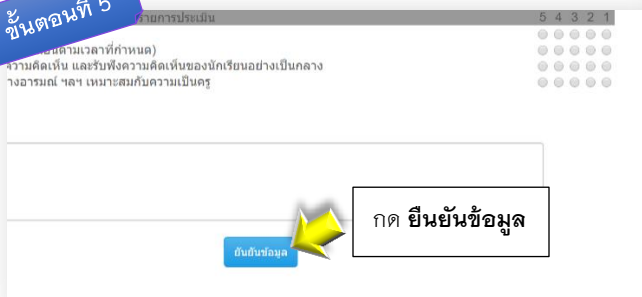 ขั้นตอนที่ 5
รายการประเมิน 5 4 3 2 1
ตามเวลาที่กำหนด)
ความคิดเห็น และรับฟังความคิดเห็นของนักเรียนอย่างเป็นกลาง
างอารมณ์ ฯลฯ เหมาะสมกับความเป็นครู
กด ยืนยันข้อมูล
ยืนยันข้อมูล